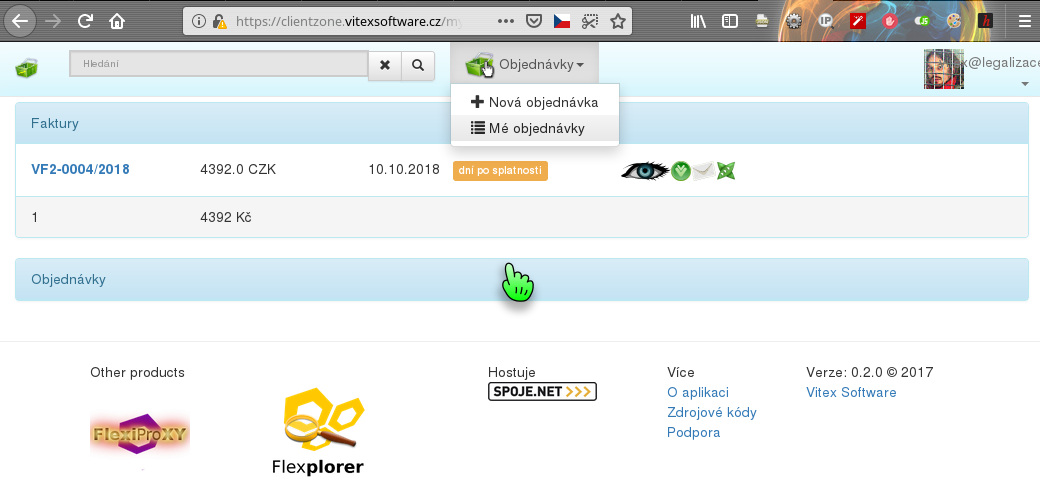 https://clientzone.vitexsoftware.cz/my
Hledání
Objednávky
x@legalizace
Nová objednávka
Mé objednávky
Faktury
VF2-0004/2018 4392.0 CZK 10.10.2018 dní po splatnosti
1 4392 Kč
Objednávky
Other products
FlexiProXY
Flexplorer
Hostuje
SPOJE.NET
Více
O aplikaci
Zdrojové kódy
Podpora
Verze: 0.2.0 © 2017
Vitex Software